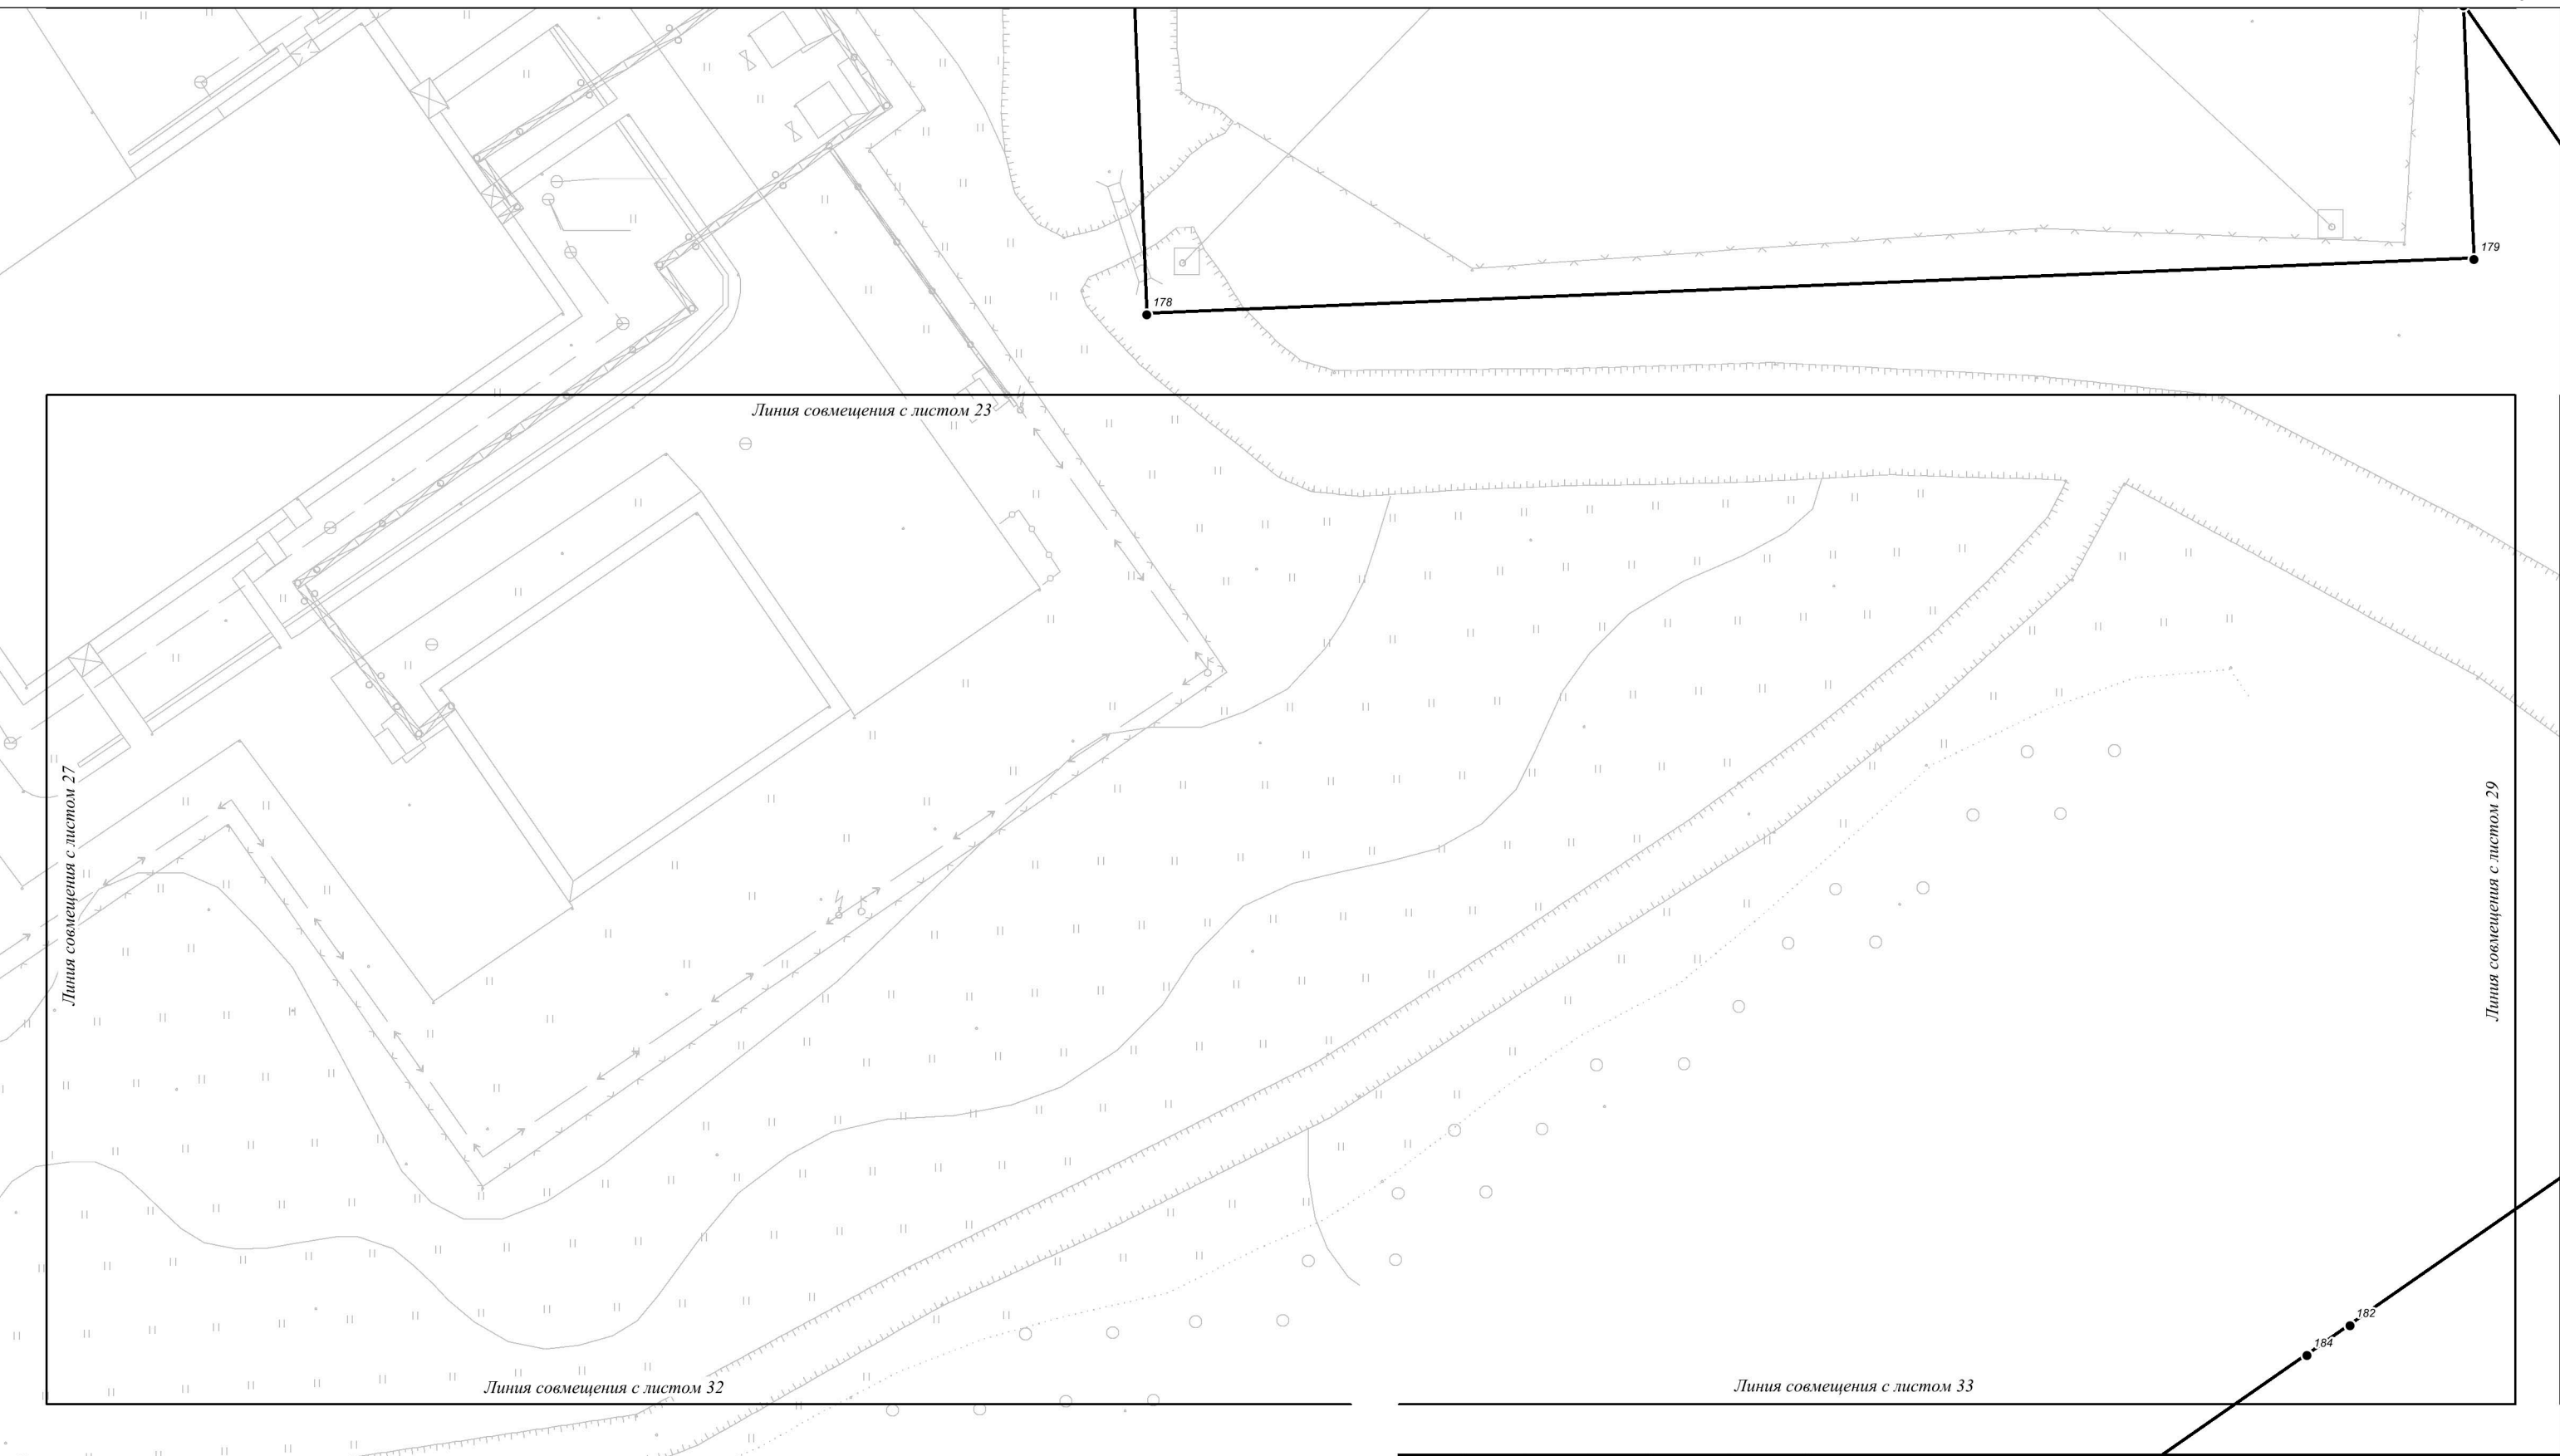 179
178
Линия совмещения с листом 23
Линия совмещения с листом 27
Линия совмещения с листом 29
182
184
Линия совмещения с листом 32
Линия совмещения с листом 33